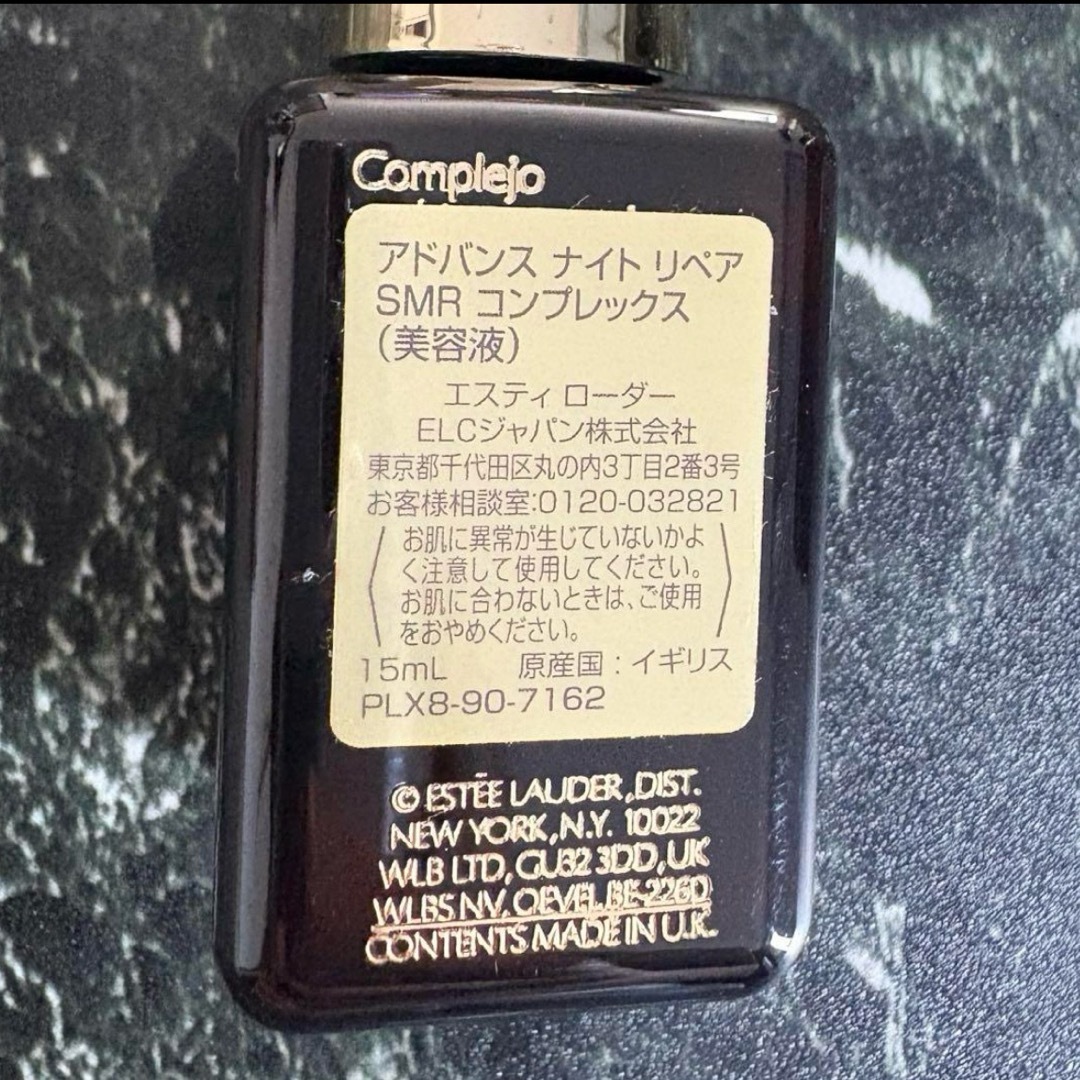 Complejo
アドバンス ナイト リペア
SMR コンプレックス
（美容液）
エスティ ローダー
ELCジャパン株式会社
東京都千代田区丸の内3丁目2番3号
お客様相談室:0120-032821
お肌に異常が生じていないかよ
く注意して使用してください。
お肌に合わないときは、ご使用
をおやめください。
15mL 原産国：イギリス
PLX8-90-7162
© ESTĒE LAUDER, DIST.
NEW YORK, N.Y. 10022
WLB LTD, GU32 3DD, UK
WLBS NV, OEVEL BE-2260
CONTENTS MADE IN U.K.